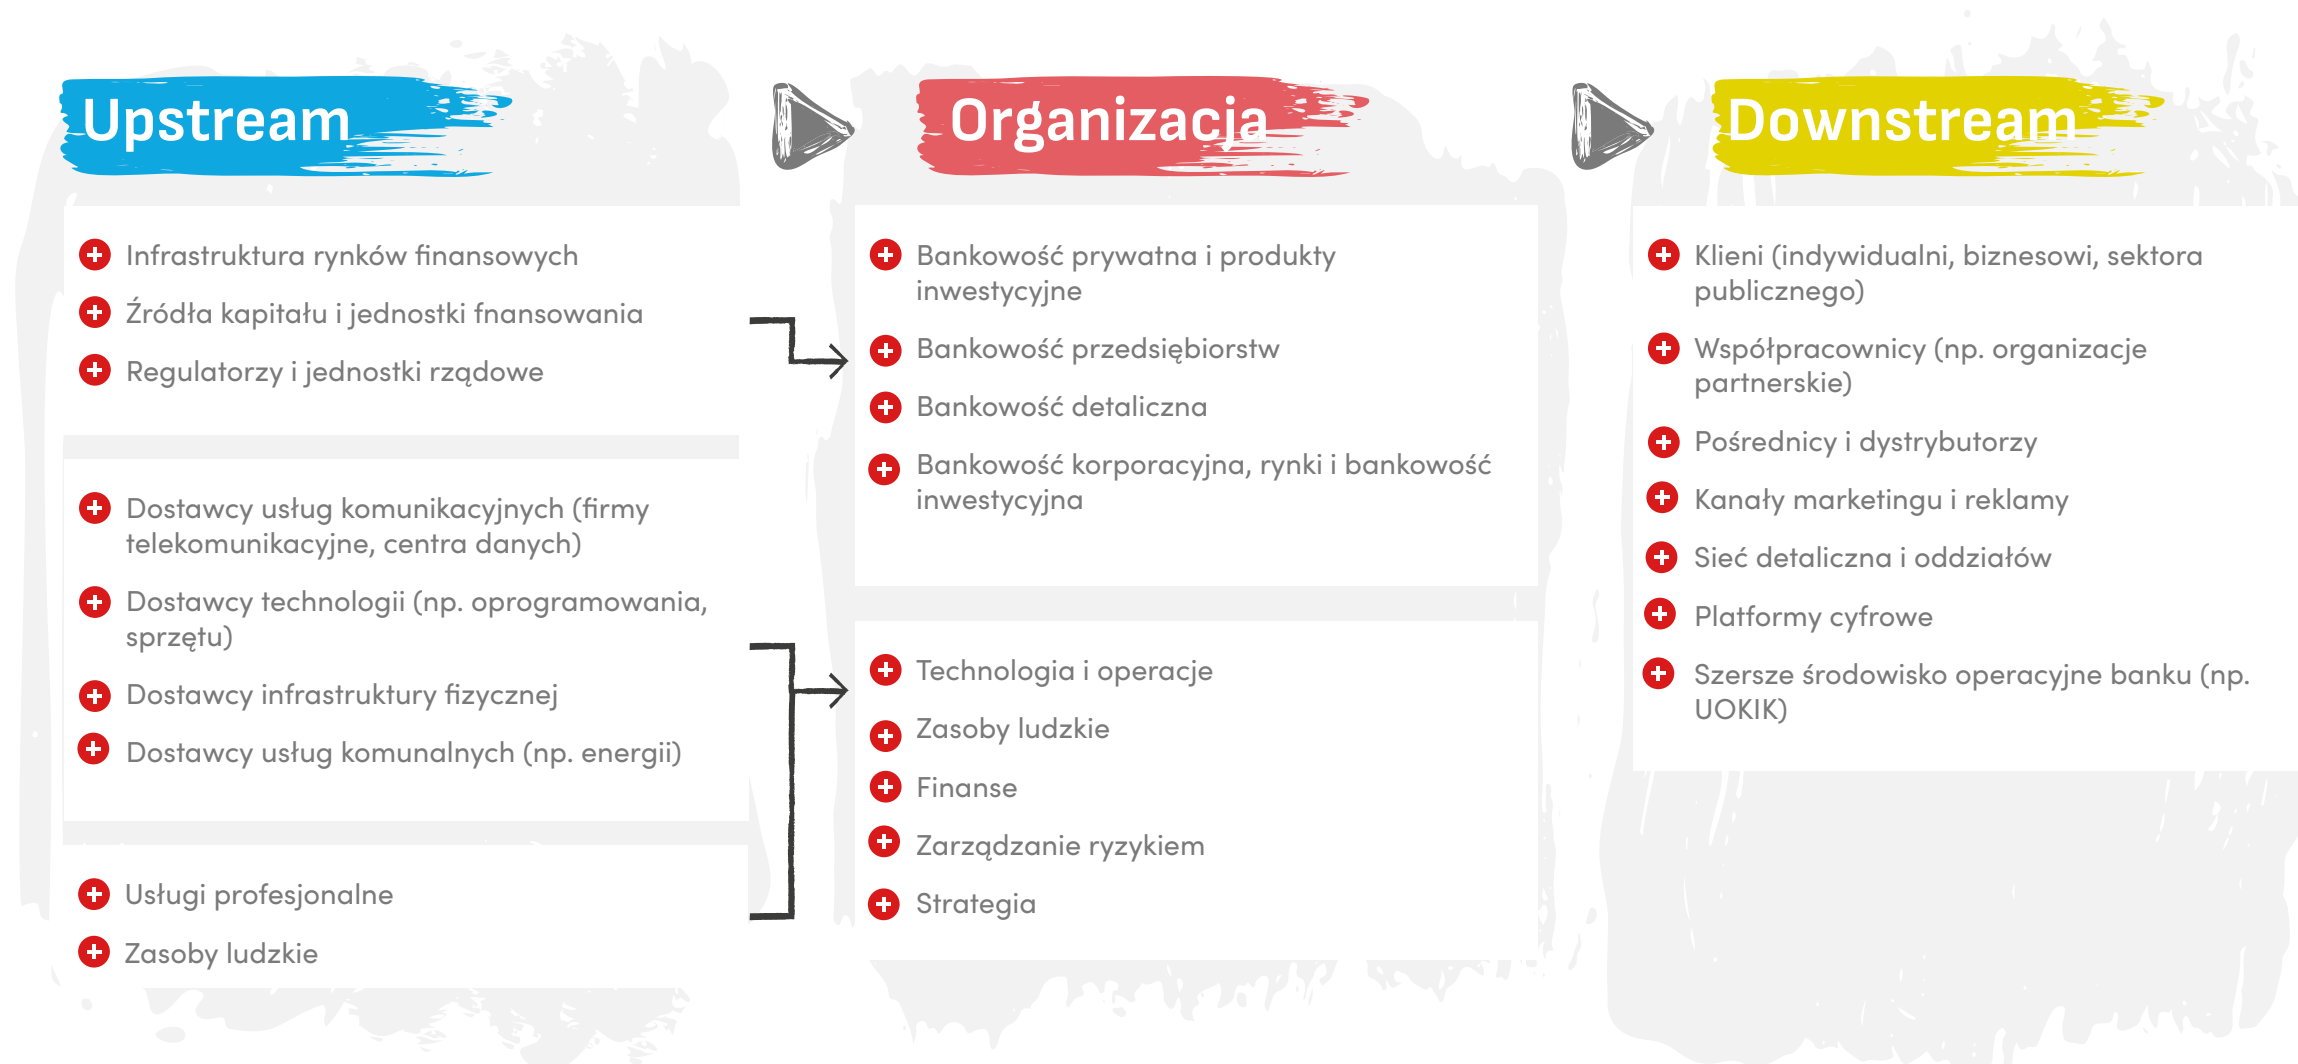 Upstream
Infrastruktura rynków finansowych
Źródła kapitału i jednostki fnansowania
Regulatorzy i jednostki rządowe
Dostawcy usług komunikacyjnych (firmy
telekomunikacyjne, centra danych)
Dostawcy technologii (np. oprogramowania,
sprzętu)
Dostawcy infrastruktury fizycznej
Dostawcy usług komunalnych (np. energii)
Usługi profesjonalne
Zasoby ludzkie
Organizacja
Bankowość prywatna i produkty
inwestycyjne
Bankowość przedsiębiorstw
Bankowość detaliczna
Bankowość korporacyjna, rynki i bankowość
inwestycyjna
Technologia i operacje
Zasoby ludzkie
Finanse
Zarządzanie ryzykiem
Strategia
Downstream
Klieni (indywidualni, biznesowi, sektora
publicznego)
Współpracownicy (np. organizacje
partnerskie)
Pośrednicy i dystrybutorzy
Kanały marketingu i reklamy
Sieć detaliczna i oddziałów
Platformy cyfrowe
Szersze środowisko operacyjne banku (np.
UOKIK)